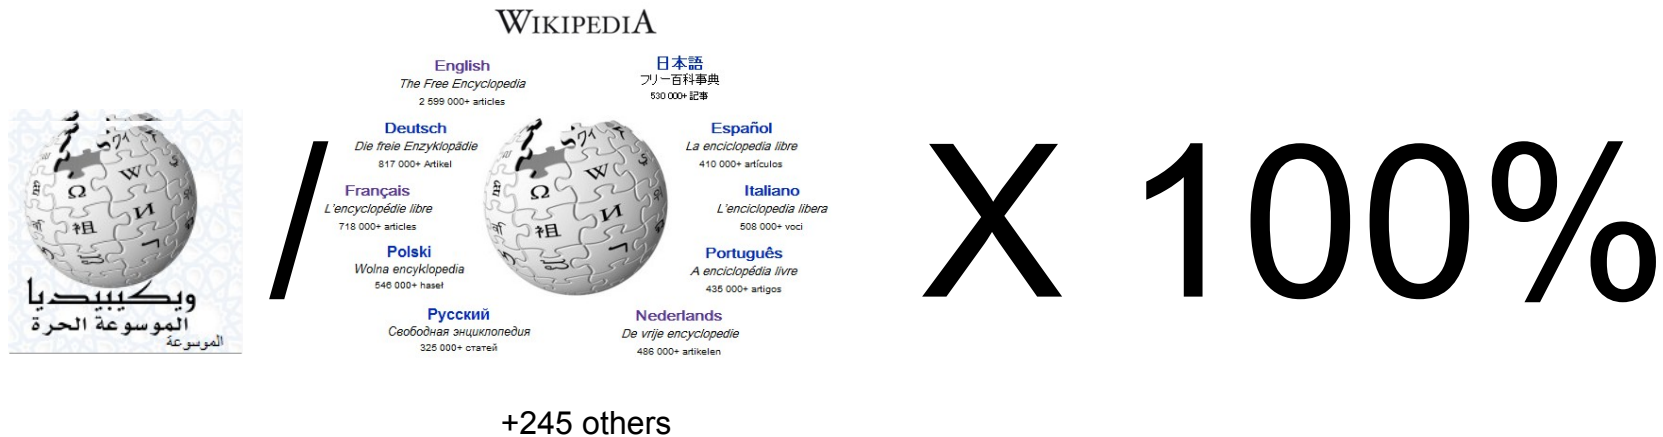 WIKIPEDIA
English
The Free Encyclopedia
2 599 000+ articles
日本語
フリー百科事典
530 000+ 記事
Deutsch
Die freie Enzyklopädie
817 000+ Artikel
Español
La enciclopedia libre
410 000+ artículos
Français
L'encyclopédie libre
718 000+ articles
Italiano
L'enciclopedia libera
508 000+ voci
Polski
Wolna encyklopedia
546 000+ haseł
Português
A enciclopédia livre
435 000+ artigos
Русский
Свободная энциклопедия
325 000+ статей
Nederlands
De vrije encyclopedie
486 000+ artikelen
ويكيبيديا
الموسوعة الحرة
الموسوعة
/
X 100%
+245 others
Ω
W
И
祖
Ω
W
И
祖